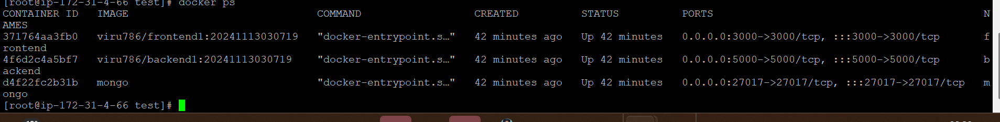 [root@ip-172-31-4-66 test]# docker ps
CONTAINER ID   IMAGE                              COMMAND                  CREATED          STATUS          PORTS                                           N
AMES
371764aa3fb0   viru786/frontend1:20241113030719   "docker-entrypoint.s…"   42 minutes ago   Up 42 minutes   0.0.0.0:3000->3000/tcp, :::3000->3000/tcp       f
rontend
4f6d2c4a5bf7   viru786/backend1:20241113030719    "docker-entrypoint.s…"   42 minutes ago   Up 42 minutes   0.0.0.0:5000->5000/tcp, :::5000->5000/tcp       b
ackend
d4f22fc2b31b   mongo                              "docker-entrypoint.s…"   42 minutes ago   Up 42 minutes   0.0.0.0:27017->27017/tcp, :::27017->27017/tcp   m
ongo
[root@ip-172-31-4-66 test]#